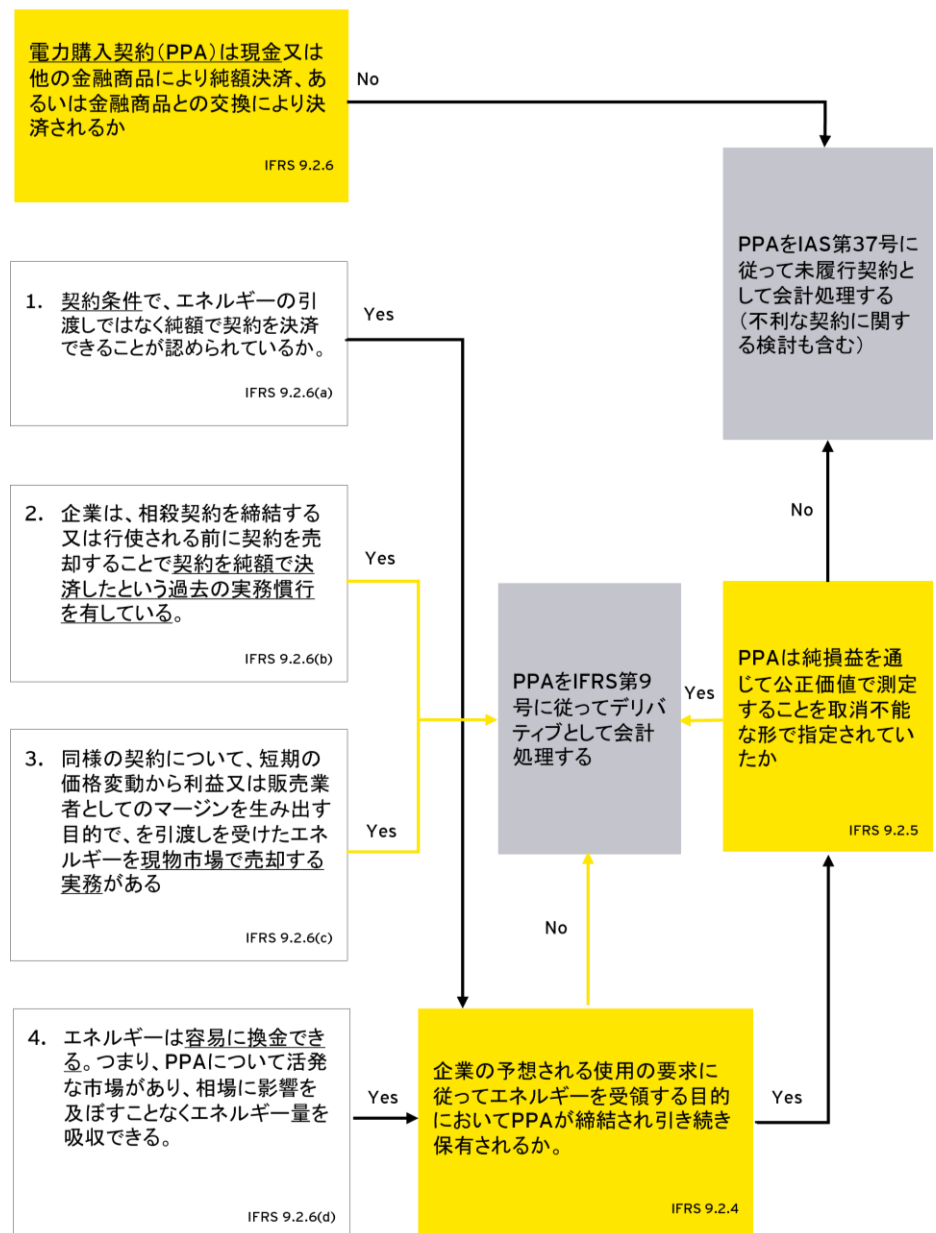 電力購入契約(PPA)は現金又は
他の金融商品により純額決済、あ
るいは金融商品との交換により決
済されるか
IFRS 9.2.6
No
PPAをIAS第37号に
従って未履行契約と
して会計処理する
(不利な契約に関す
る検討も含む)
1. 契約条件で、エネルギーの引
渡しではなく純額で契約を決済
できることが認められているか。
IFRS 9.2.6(a)
Yes
2. 企業は、相殺契約を締結する
又は行使される前に契約を売
却することで契約を純額で決
済したという過去の実務慣行
を有している。
IFRS 9.2.6(b)
Yes
No
3. 同様の契約について、短期の
価格変動から利益又は販売業
者としてのマージンを生み出す
目的で、を引渡しを受けたエネ
ルギーを現物市場で売却する
実務がある
IFRS 9.2.6(c)
Yes
PPAをIFRS第9
号に従ってデリバ
ティブとして会計
処理する
Yes
PPAは純損益を通
じて公正価値で測定
することを取消不能
な形で指定されてい
たか
IFRS 9.2.5
No
4. エネルギーは容易に換金でき
る。つまり、PPAについて活発
な市場があり、相場に影響を
及ぼすことなくエネルギー量を
吸収できる。
IFRS 9.2.6(d)
Yes
企業の予想される使用の要求に
従ってエネルギーを受領する目的
においてPPAが締結され引き続き
保有されるか。
IFRS 9.2.4
Yes